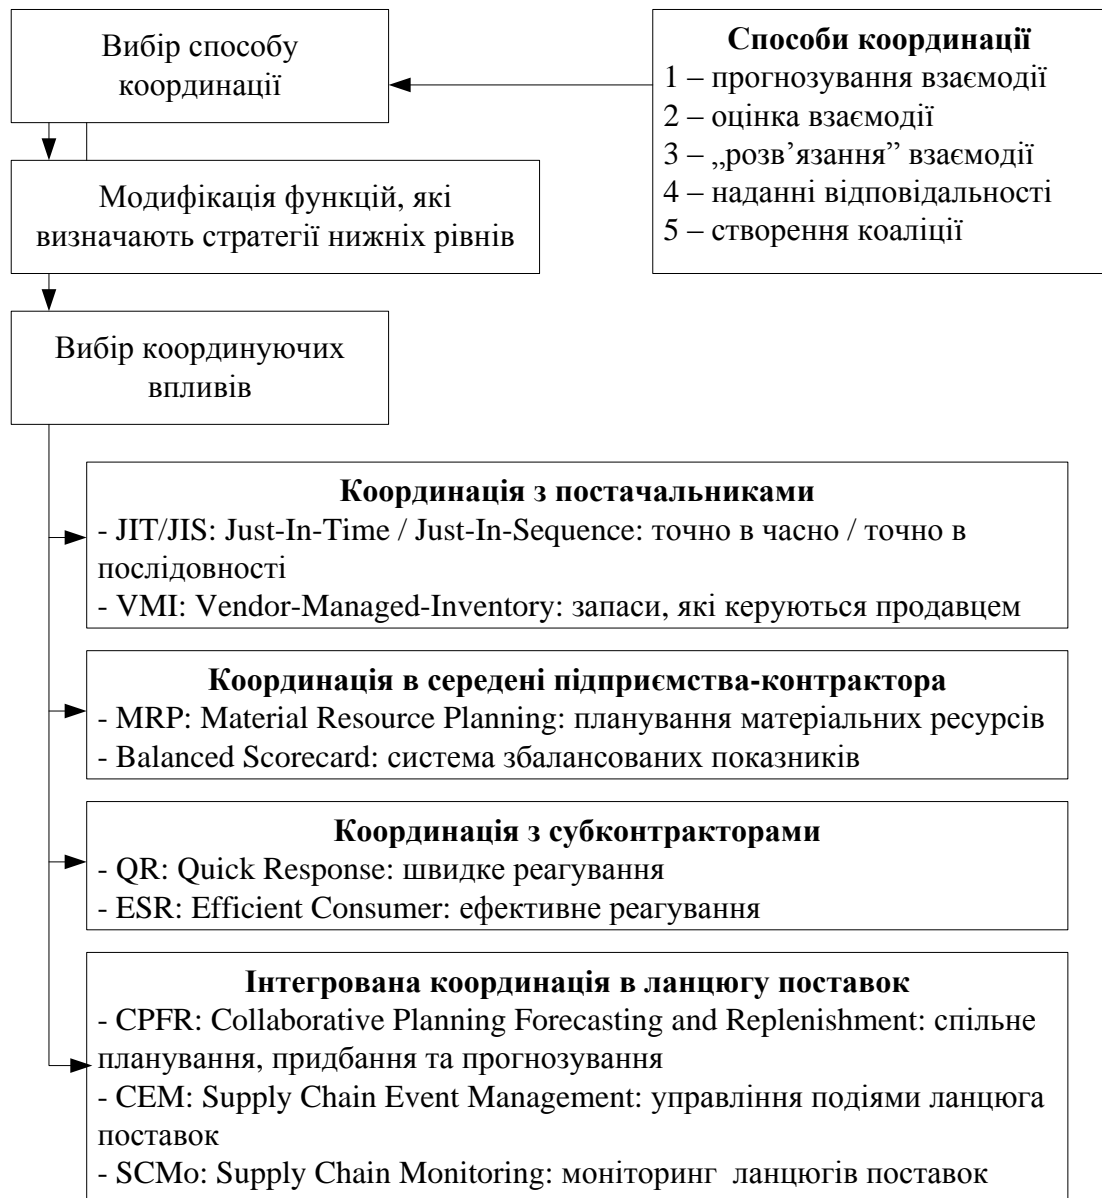 Вибір способу
координації
Способи координації
1 – прогнозування взаємодії
2 – оцінка взаємодії
3 – „розв’язання” взаємодії
4 – наданні відповідальності
5 – створення коаліції
Модифікація функцій, які
визначають стратегії нижніх рівнів
Вибір координуючих
впливів
Координація з постачальниками
- JIT/JIS: Just-In-Time / Just-In-Sequence: точно в часно / точно в
послідовності
- VMI: Vendor-Managed-Inventory: запаси, які керуються продавцем
Координація в середені підприємства-контрактора
- MRP: Material Resource Planning: планування матеріальних ресурсів
- Balanced Scorecard: система збалансованих показників
Координація з субконтракторами
- QR: Quick Response: швидке реагування
- ESR: Efficient Consumer: ефективне реагування
Інтегрована координація в ланцюгу поставок
- CPFR: Collaborative Planning Forecasting and Replenishment: спільне
планування, придбання та прогнозування
- CEM: Supply Chain Event Management: управління подіями ланцюга
поставок
- SCMo: Supply Chain Monitoring: моніторинг ланцюгів поставок